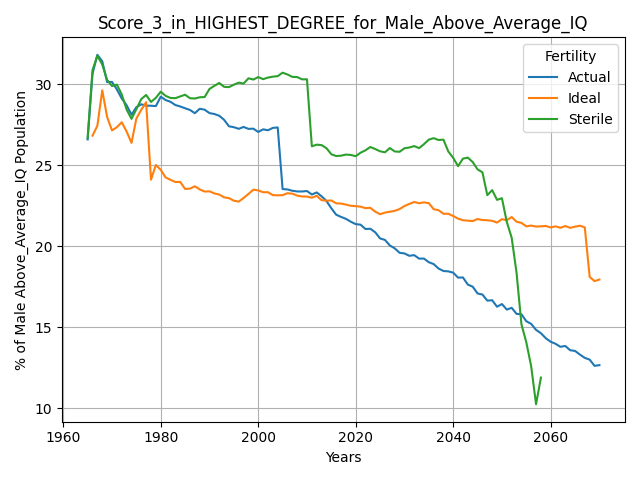 Score_3_in_HIGHEST_DEGREE_for_Male_Above_Average_IQ
% of Male Above_Average_IQ Population
30
25
20
15
10
Fertility
Actual
Ideal
Sterile
1960 1980 2000 2020 2040 2060
Years